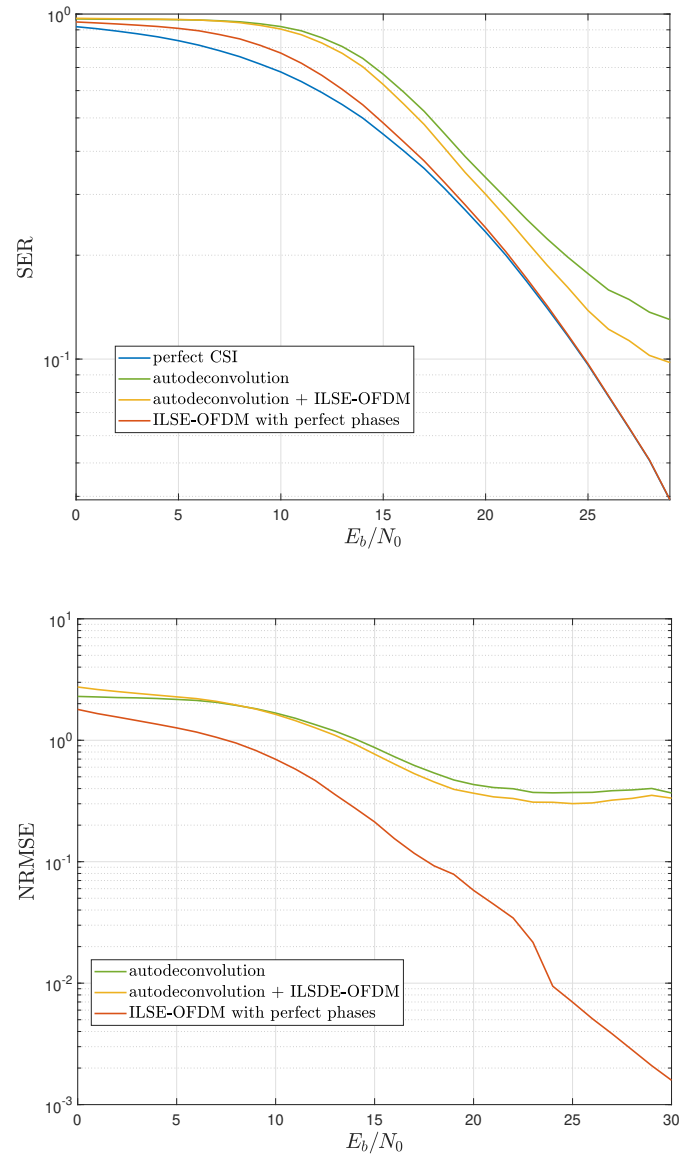 10^0
10^-1
SER
perfect CSI
autodeconvolution
autodeconvolution + ILSE-OFDM
ILSE-OFDM with perfect phases
0 5 10 15 20 25
E_b/N_0
10^1
10^0
10^-1
10^-2
10^-3
NRMSE
autodeconvolution
autodeconvolution + ILSDE-OFDM
ILSE-OFDM with perfect phases
0 5 10 15 20 25 30
E_b/N_0